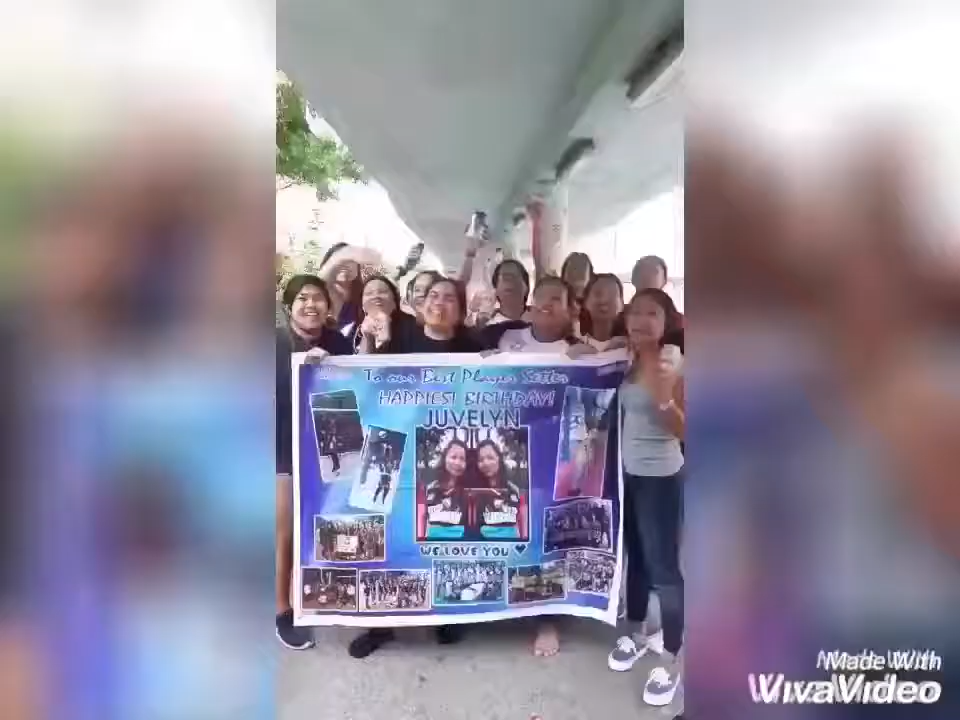 To our Best Player Setter
HAPPIEST BIRTHDAY!
JUVELYN
WE LOVE YOU
Made With
VivaVideo